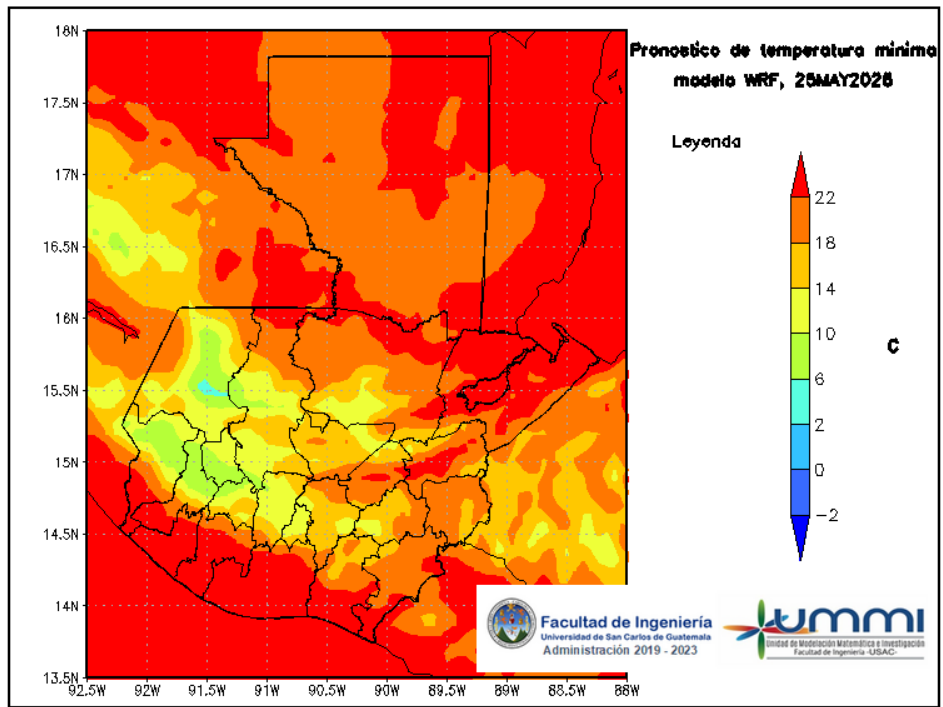 Pronostico de temperatura minima
modelo WRF,
Leyenda
22
18
14
10
6
2
0
−2
C
18N
17.5N
17N
16.5N
16N
15.5N
15N
14.5N
14N
13.5N
92.5W 92W 91.5W 91W 90.5W 90W 89.5W 89W 88.5W 88W
Facultad de Ingeniería
Universidad de San Carlos de Guatemala
Administración 2019 - 2023
UMMI
Unidad de Modelación Matemática e Investigación
Facultad de Ingeniería -USAC-